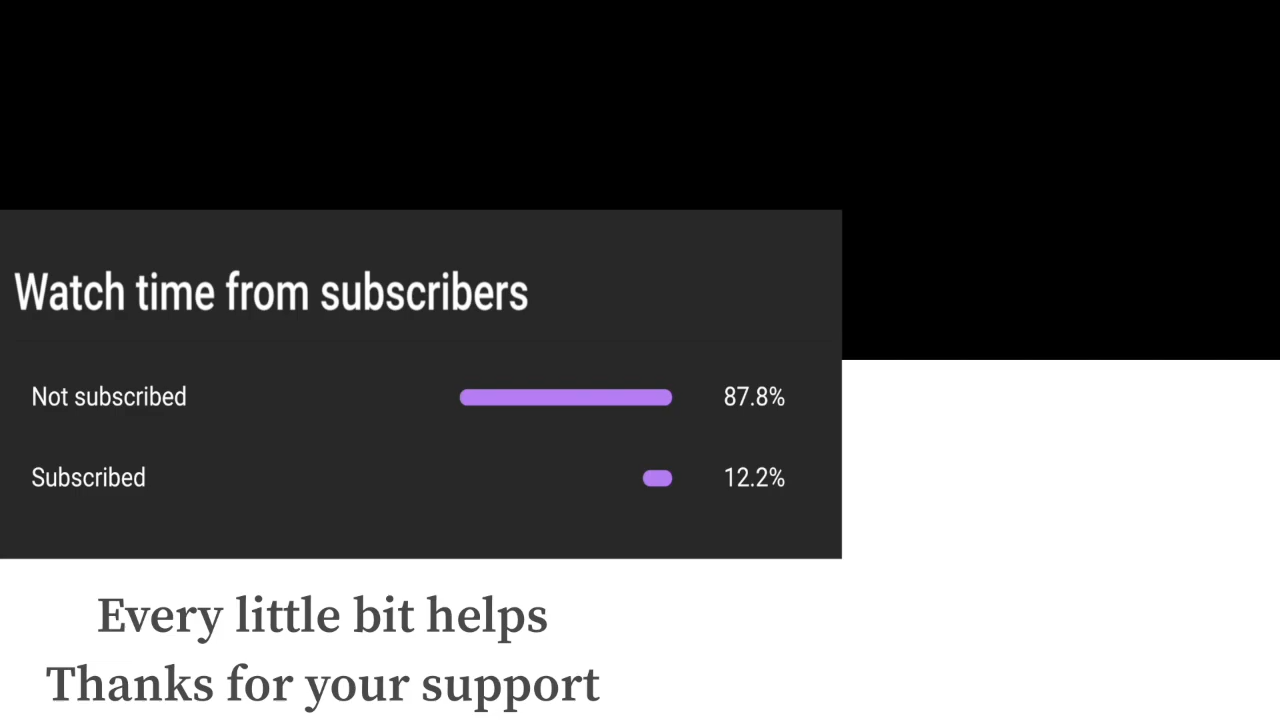 Watch time from subscribers
Not subscribed 87.8%
Subscribed 12.2%
Every little bit helps
Thanks for your support